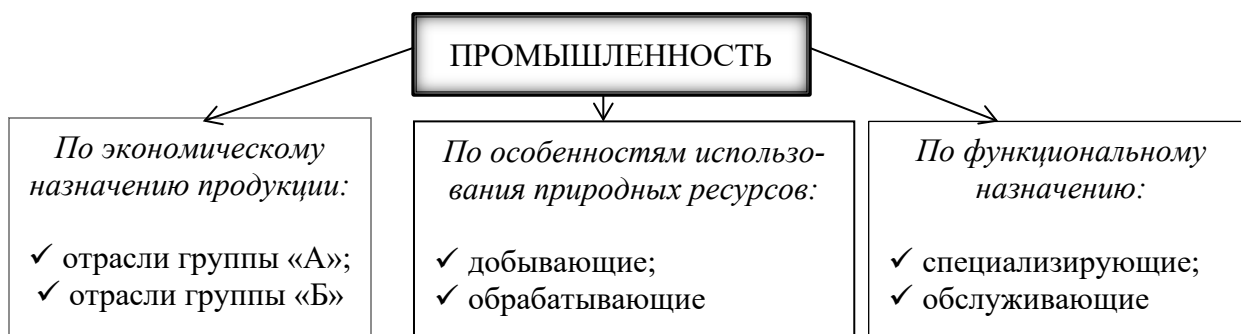 ПРОМЫШЛЕННОСТЬ
По экономическому
назначению продукции:
✓ отрасли группы «А»;
✓ отрасли группы «Б»
По особенностям использо-
вания природных ресурсов:
✓ добывающие;
✓ обрабатывающие
По функциональному
назначению:
✓ специализирующие;
✓ обслуживающие